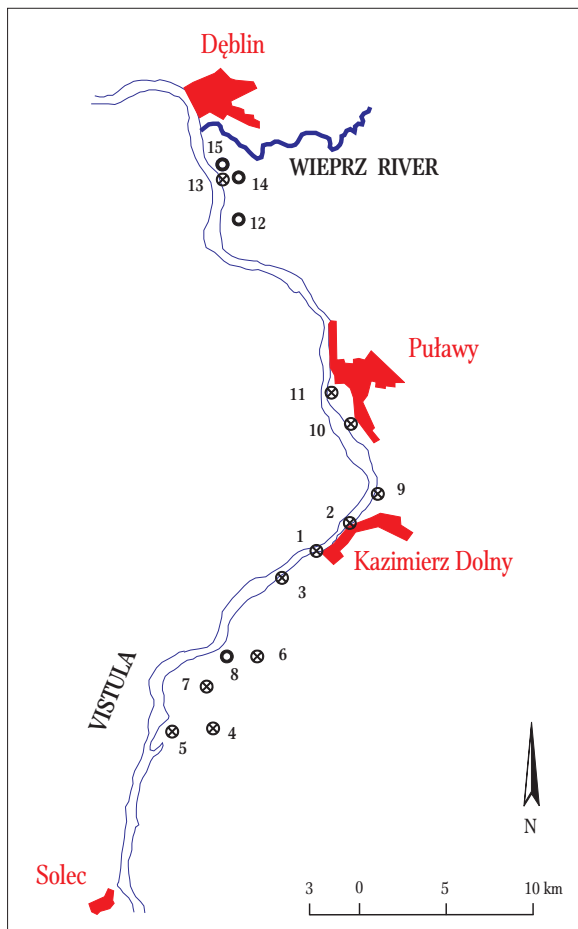 Dęblin
15
WIEPRZ RIVER
13
14
12
Puławy
11
10
9
2
1
Kazimierz Dolny
3
6
8
7
VISTULA
4
5
N
Solec
3 0 5 10 km